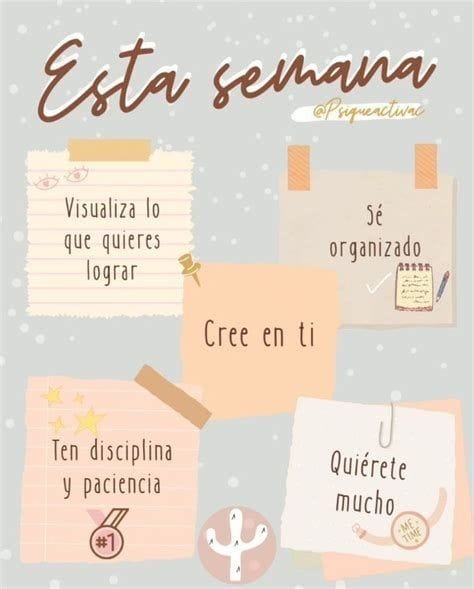 Esta semana
@Psiqueactivac
Visualiza lo
que quieres
lograr
Sé
organizado
Cree en ti
Ten disciplina
y paciencia
#1
Quiérete
mucho
ME
TIME